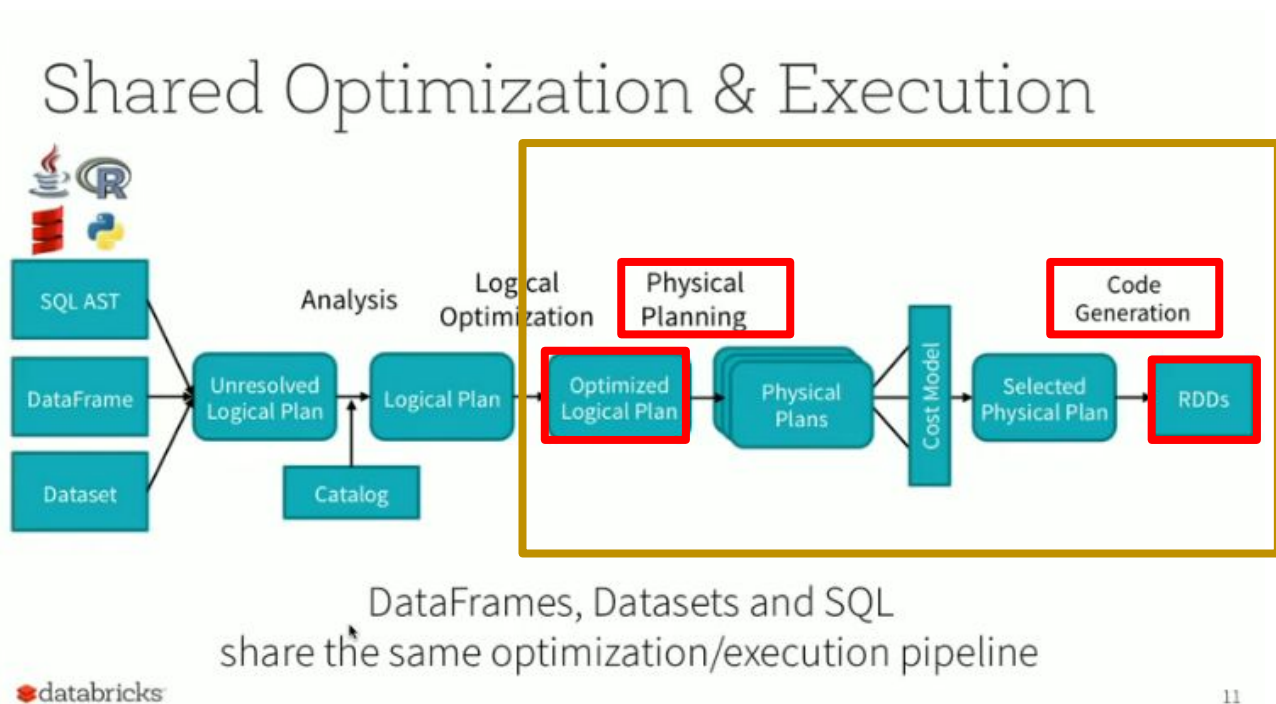 Shared Optimization & Execution
R
SQL AST
DataFrame
Dataset
Analysis
Unresolved
Logical Plan
Catalog
Logical Plan
Logical
Optimization
Optimized
Logical Plan
Physical
Planning
Physical
Plans
Cost Model
Selected
Physical Plan
Code
Generation
RDDs
DataFrames, Datasets and SQL
share the same optimization/execution pipeline
databricks
11